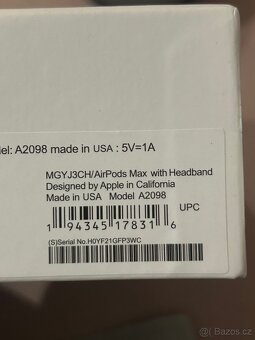 del: A2098 made in USA : 5V=1A
MGYJ3CH/AirPods Max with Headband
Designed by Apple in California
Made in USA Model A2098
1 94345 17831 6
UPC
(S)Serial No.H0YF21GFP3WC
bazos.cz